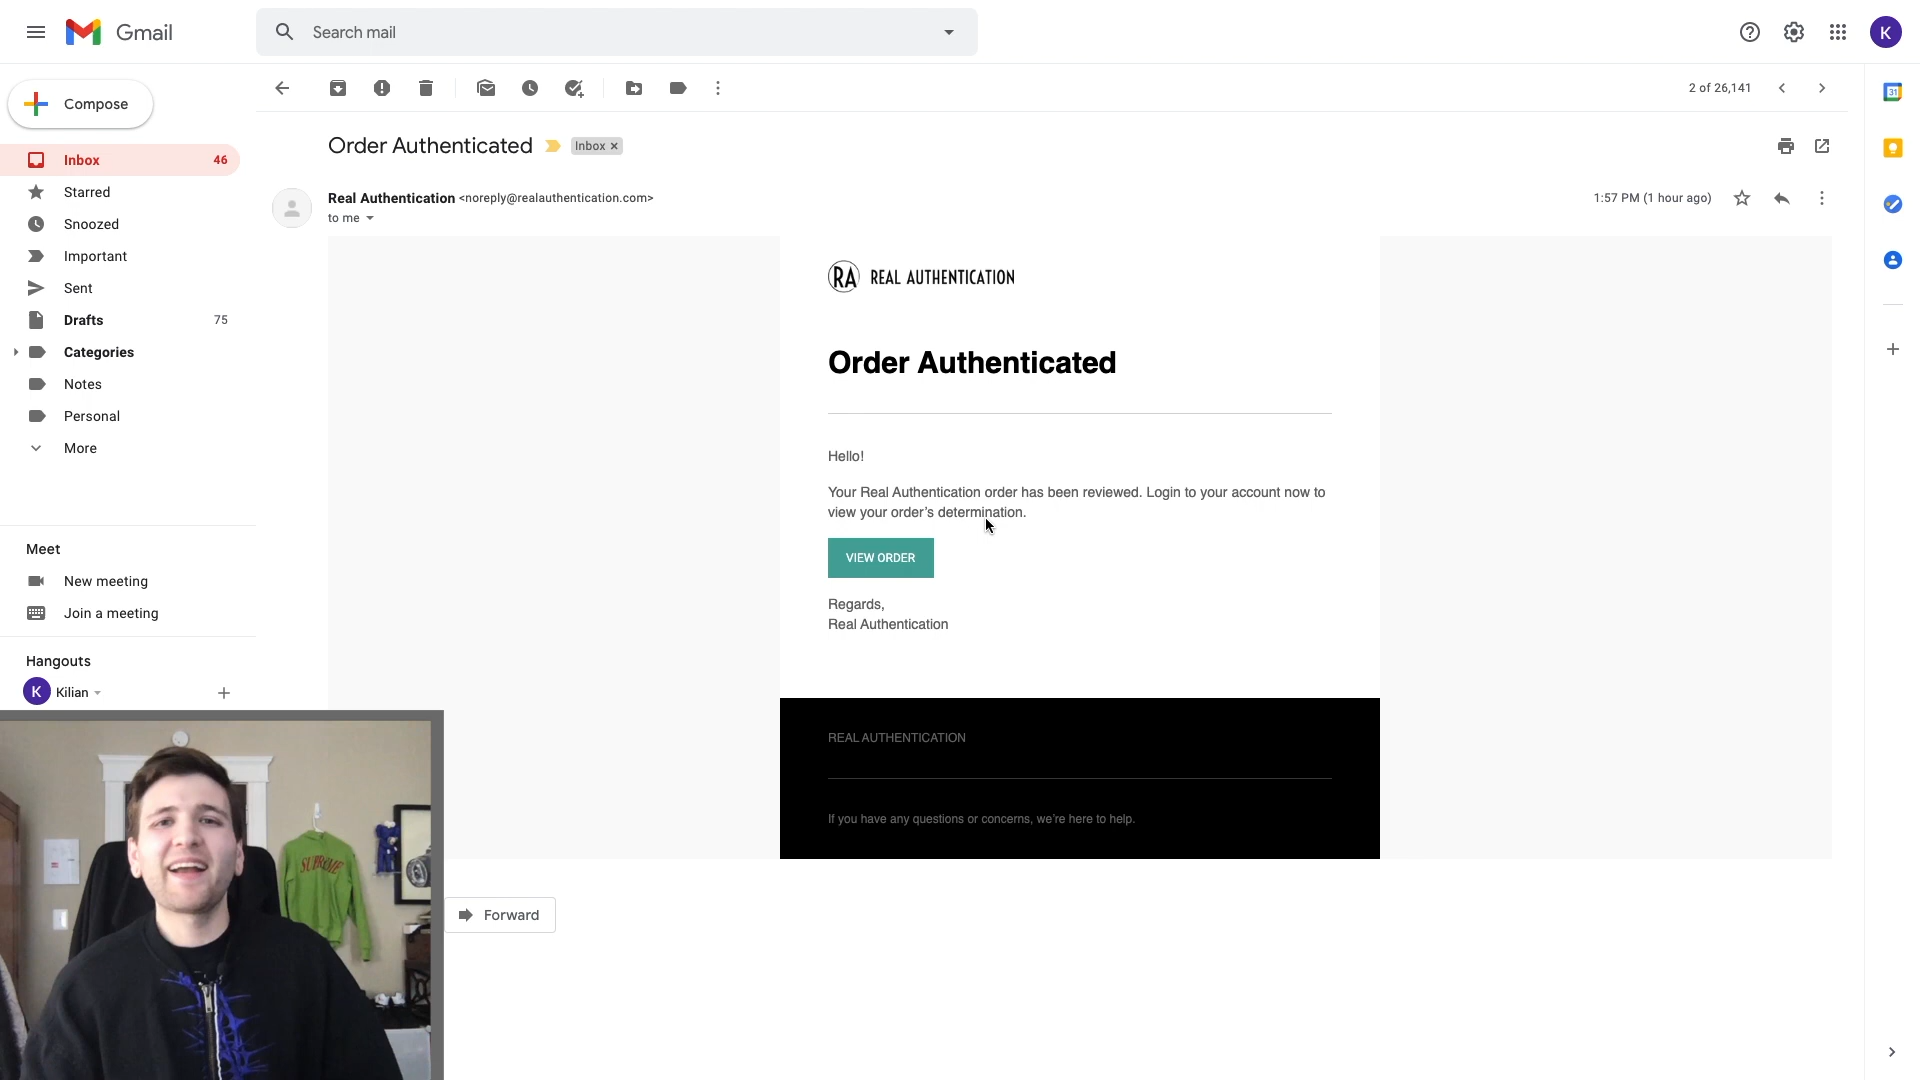 Gmail
Search mail
K
Compose
2 of 26,141
31
Inbox 46
Starred
Snoozed
Important
Sent
Drafts 75
Categories
Notes
Personal
More
Meet
New meeting
Join a meeting
Hangouts
K Kilian
Order Authenticated Inbox ×
Real Authentication <noreply@realauthentication.com> 1:57 PM (1 hour ago)
to me
RA REAL AUTHENTICATION
Order Authenticated
Hello!
Your Real Authentication order has been reviewed. Login to your account now to
view your order’s determination.
VIEW ORDER
Regards,
Real Authentication
REAL AUTHENTICATION
If you have any questions or concerns, we’re here to help.
SUPREME
Forward